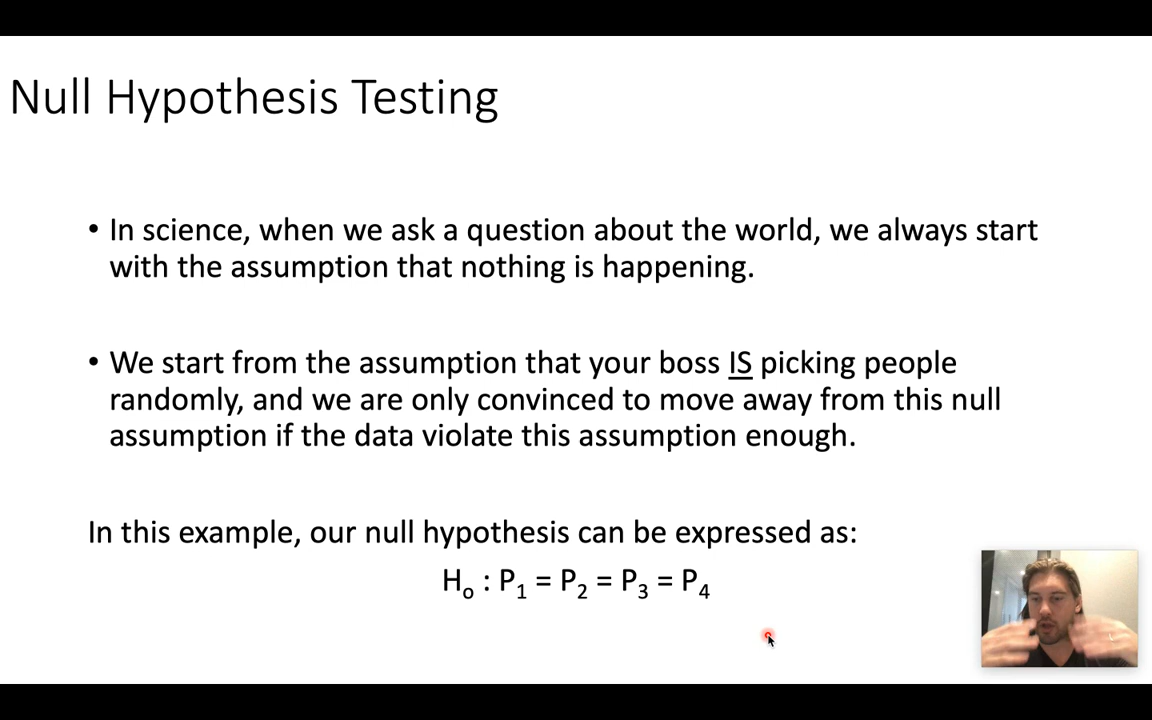 Null Hypothesis Testing
• In science, when we ask a question about the world, we always start
with the assumption that nothing is happening.
• We start from the assumption that your boss IS picking people
randomly, and we are only convinced to move away from this null
assumption if the data violate this assumption enough.
In this example, our null hypothesis can be expressed as:
Hₒ : P₁ = P₂ = P₃ = P₄